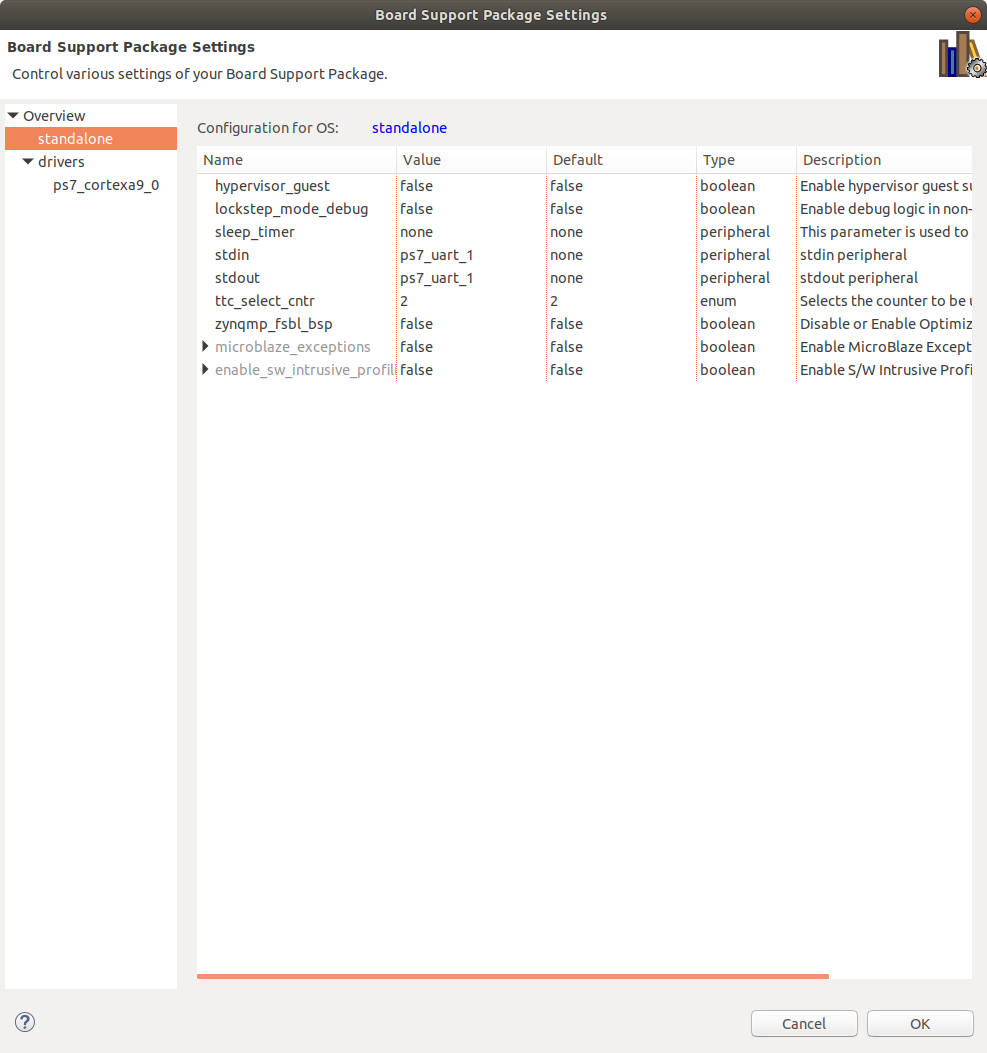 Board Support Package Settings
Board Support Package Settings
Control various settings of your Board Support Package.
Overview
standalone
drivers
ps7_cortexa9_0
Configuration for OS: standalone
Name Value Default Type Description
hypervisor_guest false false boolean Enable hypervisor guest su
lockstep_mode_debug false false boolean Enable debug logic in non-
sleep_timer none none peripheral This parameter is used to
stdin ps7_uart_1 none peripheral stdin peripheral
stdout ps7_uart_1 none peripheral stdout peripheral
ttc_select_cntr 2 2 enum Selects the counter to be u
zynqmp_fsbl_bsp false false boolean Disable or Enable Optimiz
microblaze_exceptions false false boolean Enable MicroBlaze Except
enable_sw_intrusive_profil false false boolean Enable S/W Intrusive Profi
? Cancel OK